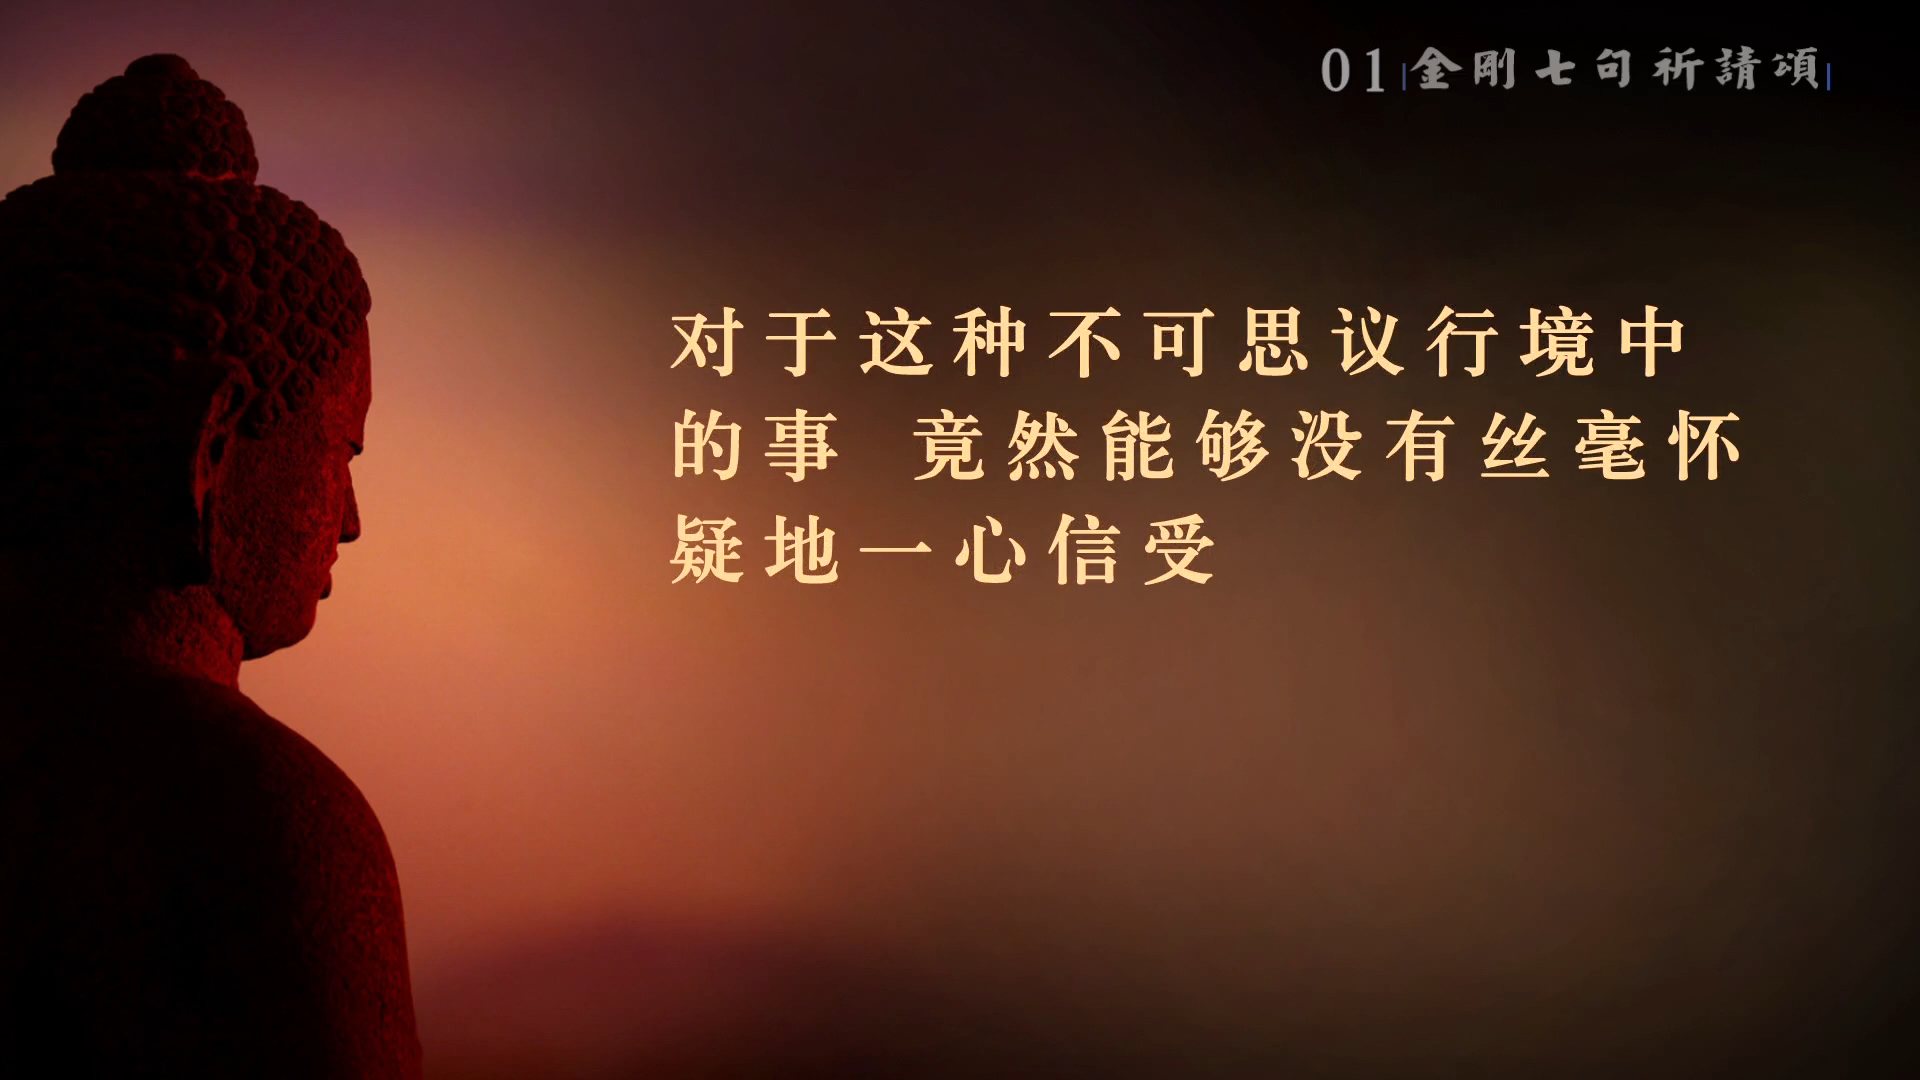 01 金剛七句祈請頌
对于这种不可思议行境中
的事 竟然能够没有丝毫怀
疑地一心信受